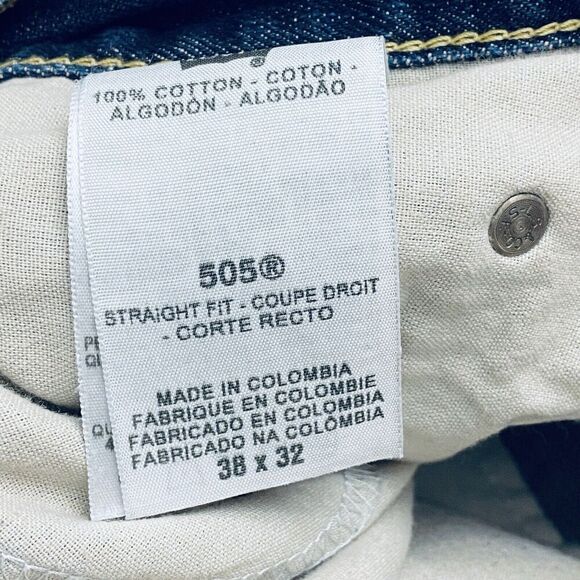 ®
100% COTTON - COTON -
ALGODÓN - ALGODÃO
505®
STRAIGHT FIT - COUPE DROIT
- CORTE RECTO
MADE IN COLOMBIA
FABRIQUE EN COLOMBIE
FABRICADO EN COLOMBIA
FABRICADO NA COLÔMBIA
38 X 32